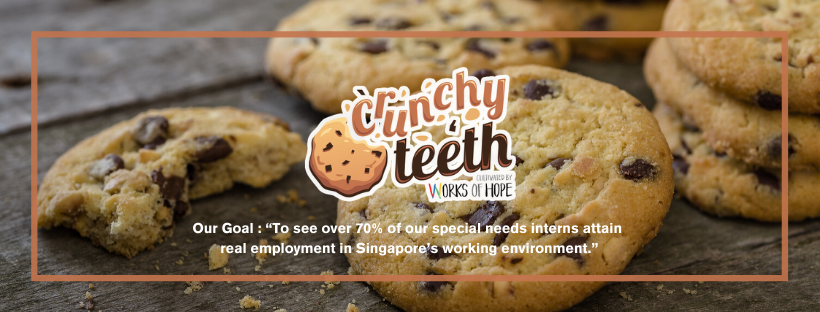 crunchy
teeth
CULTIVATED BY
WORKS OF HOPE
Our Goal : “To see over 70% of our special needs interns attain
real employment in Singapore’s working environment.”